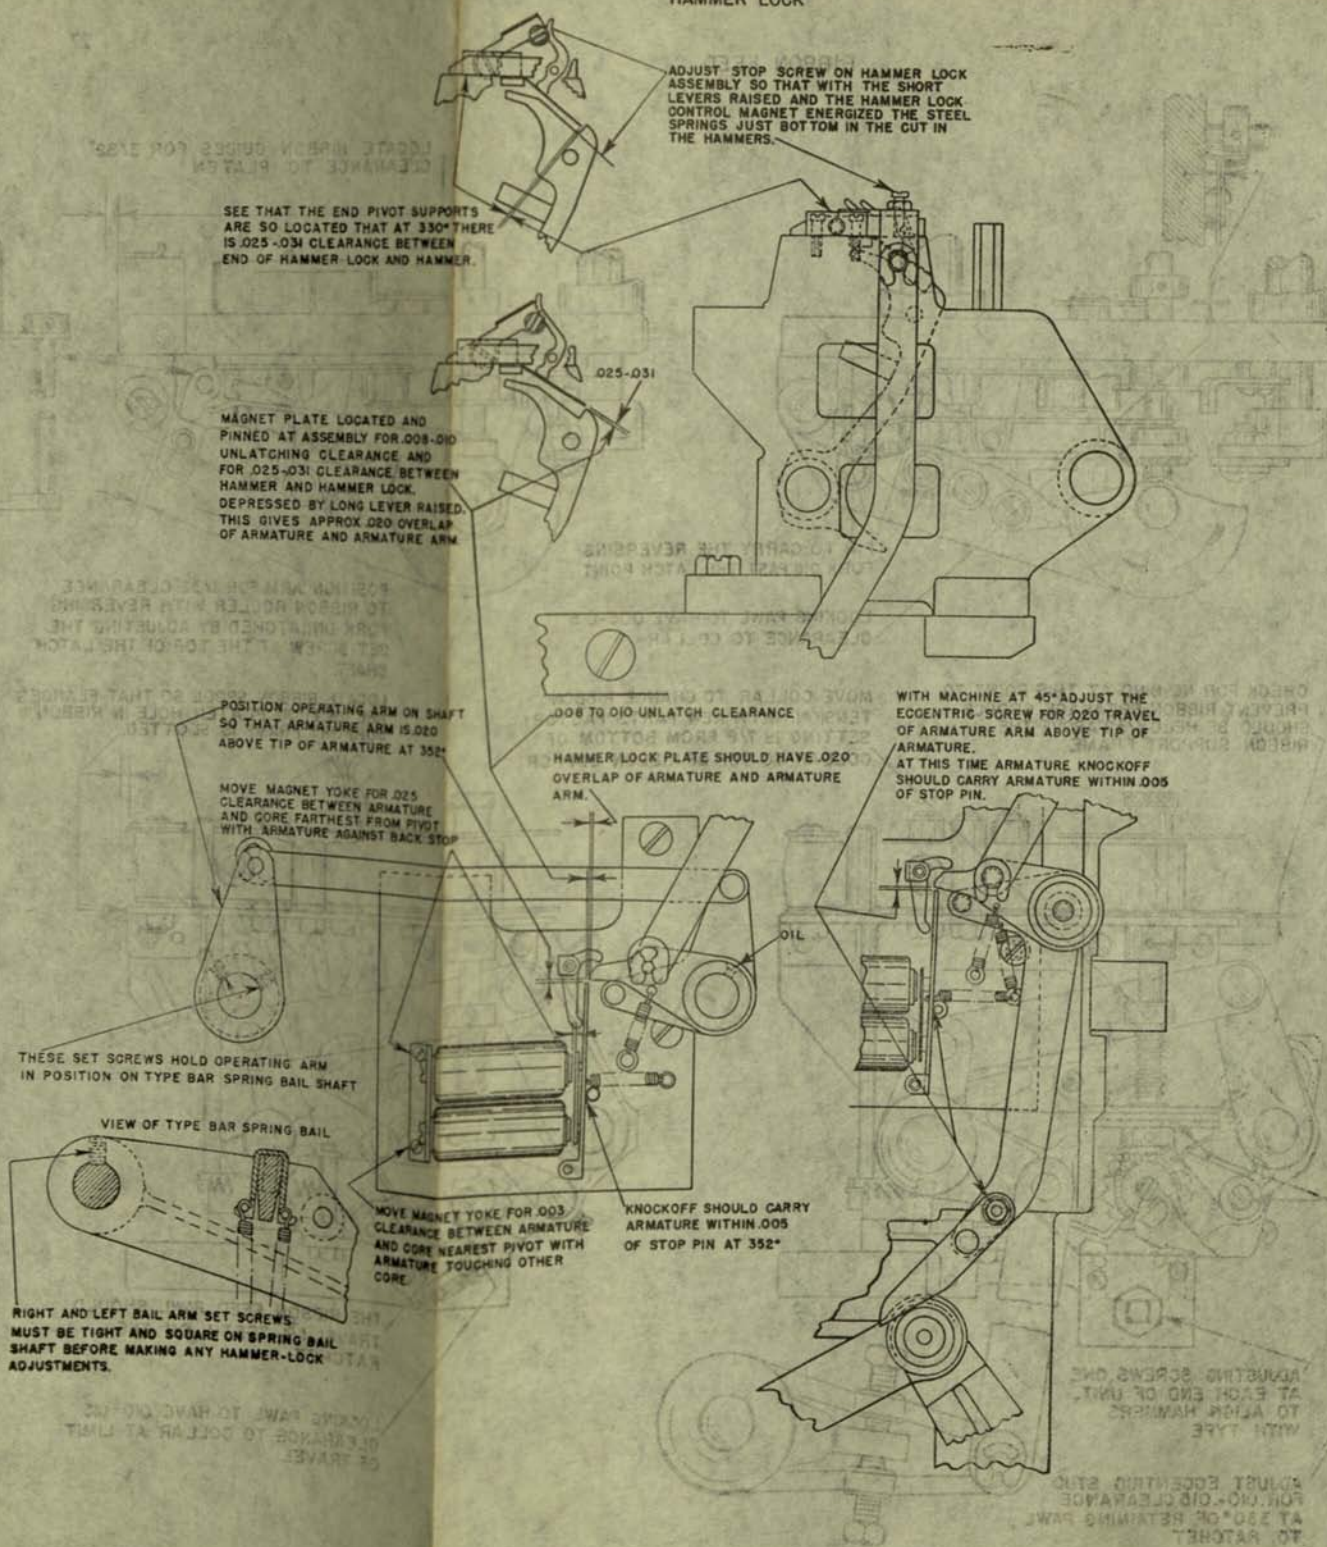 HAMMER LOCK
ADJUST STOP SCREW ON HAMMER LOCK
ASSEMBLY SO THAT WITH THE SHORT
LEVERS RAISED AND THE HAMMER LOCK
CONTROL MAGNET ENERGIZED THE STEEL
SPRINGS JUST BOTTOM IN THE CUT IN
THE HAMMERS.
SEE THAT THE END PIVOT SUPPORTS
ARE SO LOCATED THAT AT 330° THERE
IS .025-.031 CLEARANCE BETWEEN
END OF HAMMER LOCK AND HAMMER.
.025-.031
MAGNET PLATE LOCATED AND
PINNED AT ASSEMBLY FOR .008-.010
UNLATCHING CLEARANCE AND
FOR .025-.031 CLEARANCE BETWEEN
HAMMER AND HAMMER LOCK.
DEPRESSED BY LONG LEVER RAISED.
THIS GIVES APPROX .020 OVERLAP
OF ARMATURE AND ARMATURE ARM
POSITION OPERATING ARM ON SHAFT
SO THAT ARMATURE ARM IS .020
ABOVE TIP OF ARMATURE AT 352°
MOVE MAGNET YOKE FOR .025
CLEARANCE BETWEEN ARMATURE
AND CORE FARTHEST FROM PIVOT
WITH ARMATURE AGAINST BACK STOP
.008 TO .010 UNLATCH CLEARANCE
HAMMER LOCK PLATE SHOULD HAVE .020
OVERLAP OF ARMATURE AND ARMATURE
ARM.
WITH MACHINE AT 45° ADJUST THE
ECCENTRIC SCREW FOR .020 TRAVEL
OF ARMATURE ARM ABOVE TIP OF
ARMATURE.
AT THIS TIME ARMATURE KNOCKOFF
SHOULD CARRY ARMATURE WITHIN .005
OF STOP PIN.
OIL
THESE SET SCREWS HOLD OPERATING ARM
IN POSITION ON TYPE BAR SPRING BAIL SHAFT
VIEW OF TYPE BAR SPRING BAIL
MOVE MAGNET YOKE FOR .003
CLEARANCE BETWEEN ARMATURE
AND CORE NEAREST PIVOT WITH
ARMATURE TOUCHING OTHER
CORE.
KNOCKOFF SHOULD CARRY
ARMATURE WITHIN .005
OF STOP PIN AT 352°
RIGHT AND LEFT BAIL ARM SET SCREWS
MUST BE TIGHT AND SQUARE ON SPRING BAIL
SHAFT BEFORE MAKING ANY HAMMER-LOCK
ADJUSTMENTS.